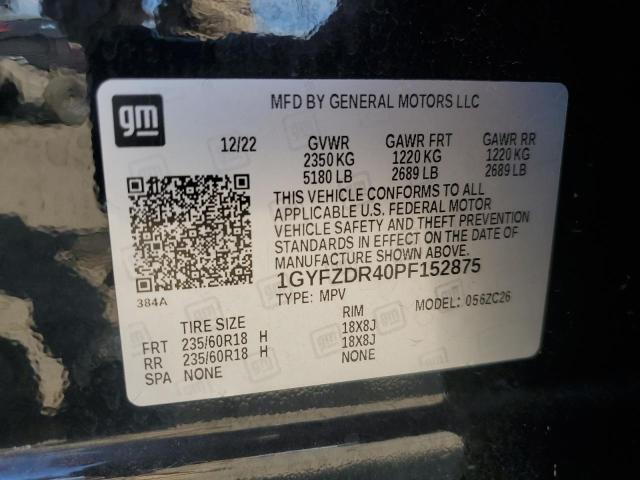 gm
MFD BY GENERAL MOTORS LLC
12/22 GVWR GAWR FRT GAWR RR
2350 KG 1220 KG 1220 KG
5180 LB 2689 LB 2689 LB
THIS VEHICLE CONFORMS TO ALL
APPLICABLE U.S. FEDERAL MOTOR
VEHICLE SAFETY AND THEFT PREVENTION
STANDARDS IN EFFECT ON THE DATE OF
MANUFACTURE SHOWN ABOVE.
1GYFZDR40PF152875
384A
TYPE: MPV MODEL: 056ZC26
TIRE SIZE RIM
FRT 235/60R18 H 18X8J
RR 235/60R18 H 18X8J
SPA NONE NONE